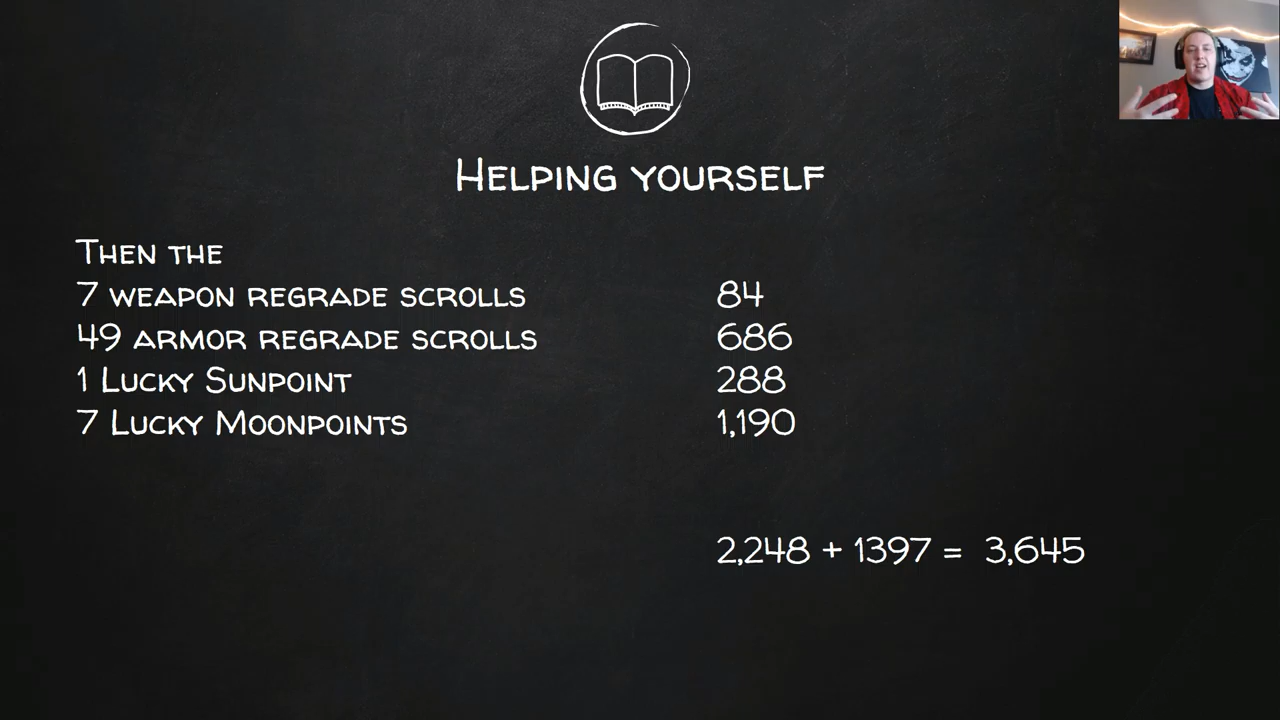 Helping yourself
Then the
7 weapon regrade scrolls 84
49 armor regrade scrolls 686
1 Lucky Sunpoint 288
7 Lucky Moonpoints 1,190
2,248 + 1397 = 3,645